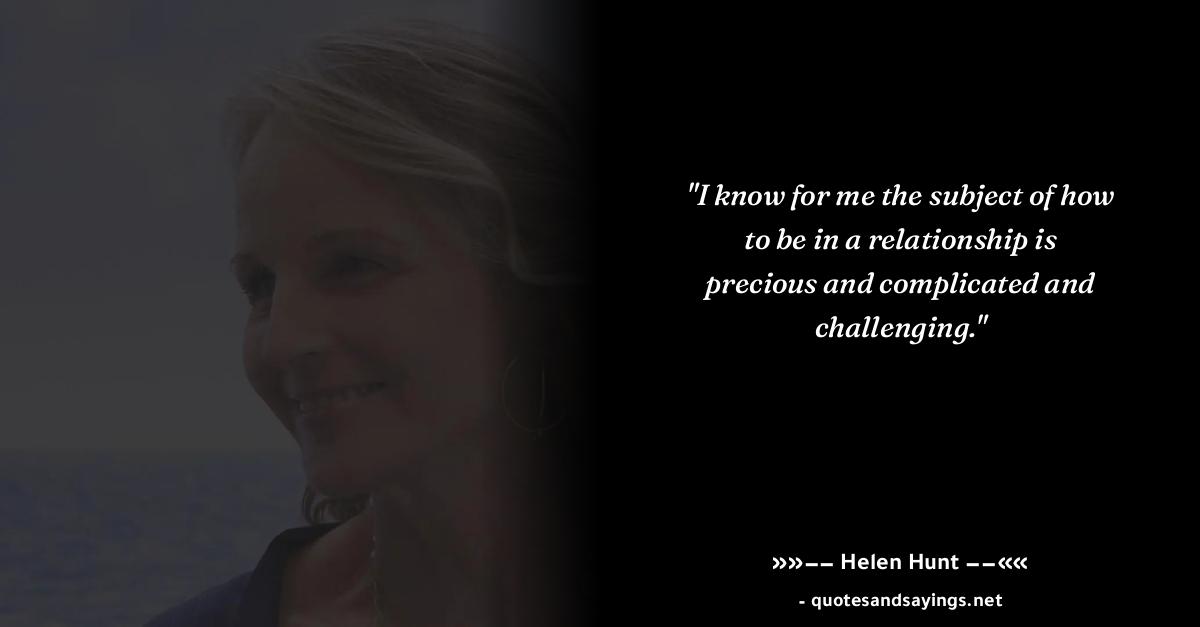 "I know for me the subject of how
to be in a relationship is
precious and complicated and
challenging."
»»−− Helen Hunt −−««
- quotesandsayings.net